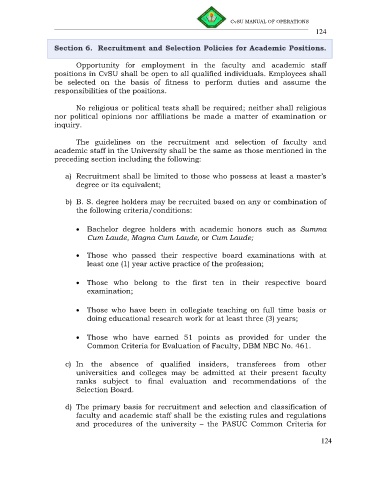 CvSU MANUAL OF OPERATIONS
124
Section 6. Recruitment and Selection Policies for Academic Positions.
Opportunity for employment in the faculty and academic staff
positions in CvSU shall be open to all qualified individuals. Employees shall
be selected on the basis of fitness to perform duties and assume the
responsibilities of the positions.
No religious or political tests shall be required; neither shall religious
nor political opinions nor affiliations be made a matter of examination or
inquiry.
The guidelines on the recruitment and selection of faculty and
academic staff in the University shall be the same as those mentioned in the
preceding section including the following:
a) Recruitment shall be limited to those who possess at least a master's
degree or its equivalent;
b) B. S. degree holders may be recruited based on any or combination of
the following criteria/conditions:
• Bachelor degree holders with academic honors such as Summa
Cum Laude, Magna Cum Laude, or Cum Laude;
• Those who passed their respective board examinations with at
least one (1) year active practice of the profession;
• Those who belong to the first ten in their respective board
examination;
• Those who have been in collegiate teaching on full time basis or
doing educational research work for at least three (3) years;
• Those who have earned 51 points as provided for under the
Common Criteria for Evaluation of Faculty, DBM NBC No. 461.
c) In the absence of qualified insiders, transferees from other
universities and colleges may be admitted at their present faculty
ranks subject to final evaluation and recommendations of the
Selection Board.
d) The primary basis for recruitment and selection and classification of
faculty and academic staff shall be the existing rules and regulations
and procedures of the university – the PASUC Common Criteria for
124